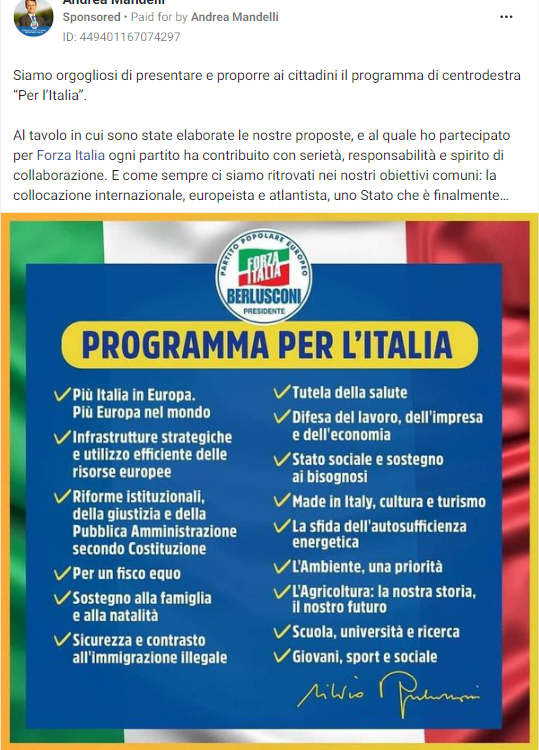 Andrea Mandelli
Sponsored • Paid for by Andrea Mandelli
ID: 449401167074297
Siamo orgogliosi di presentare e proporre ai cittadini il programma di centrodestra
“Per l’Italia”.
Al tavolo in cui sono state elaborate le nostre proposte, e al quale ho partecipato
per Forza Italia ogni partito ha contribuito con serietà, responsabilità e spirito di
collaborazione. E come sempre ci siamo ritrovati nei nostri obiettivi comuni: la
collocazione internazionale, europeista e atlantista, uno Stato che è finalmente...
PARTITO POPOLARE EUROPEO
FORZA
ITALIA
BERLUSCONI
PRESIDENTE
PROGRAMMA PER L'ITALIA
Più Italia in Europa.
Più Europa nel mondo
Infrastrutture strategiche
e utilizzo efficiente delle
risorse europee
Riforme istituzionali,
della giustizia e della
Pubblica Amministrazione
secondo Costituzione
Per un fisco equo
Sostegno alla famiglia
e alla natalità
Sicurezza e contrasto
all'immigrazione illegale
Tutela della salute
Difesa del lavoro, dell'impresa
e dell'economia
Stato sociale e sostegno
ai bisognosi
Made in Italy, cultura e turismo
La sfida dell'autosufficienza
energetica
L'Ambiente, una priorità
L'Agricoltura: la nostra storia,
il nostro futuro
Scuola, università e ricerca
Giovani, sport e sociale
Silvio Berlusconi